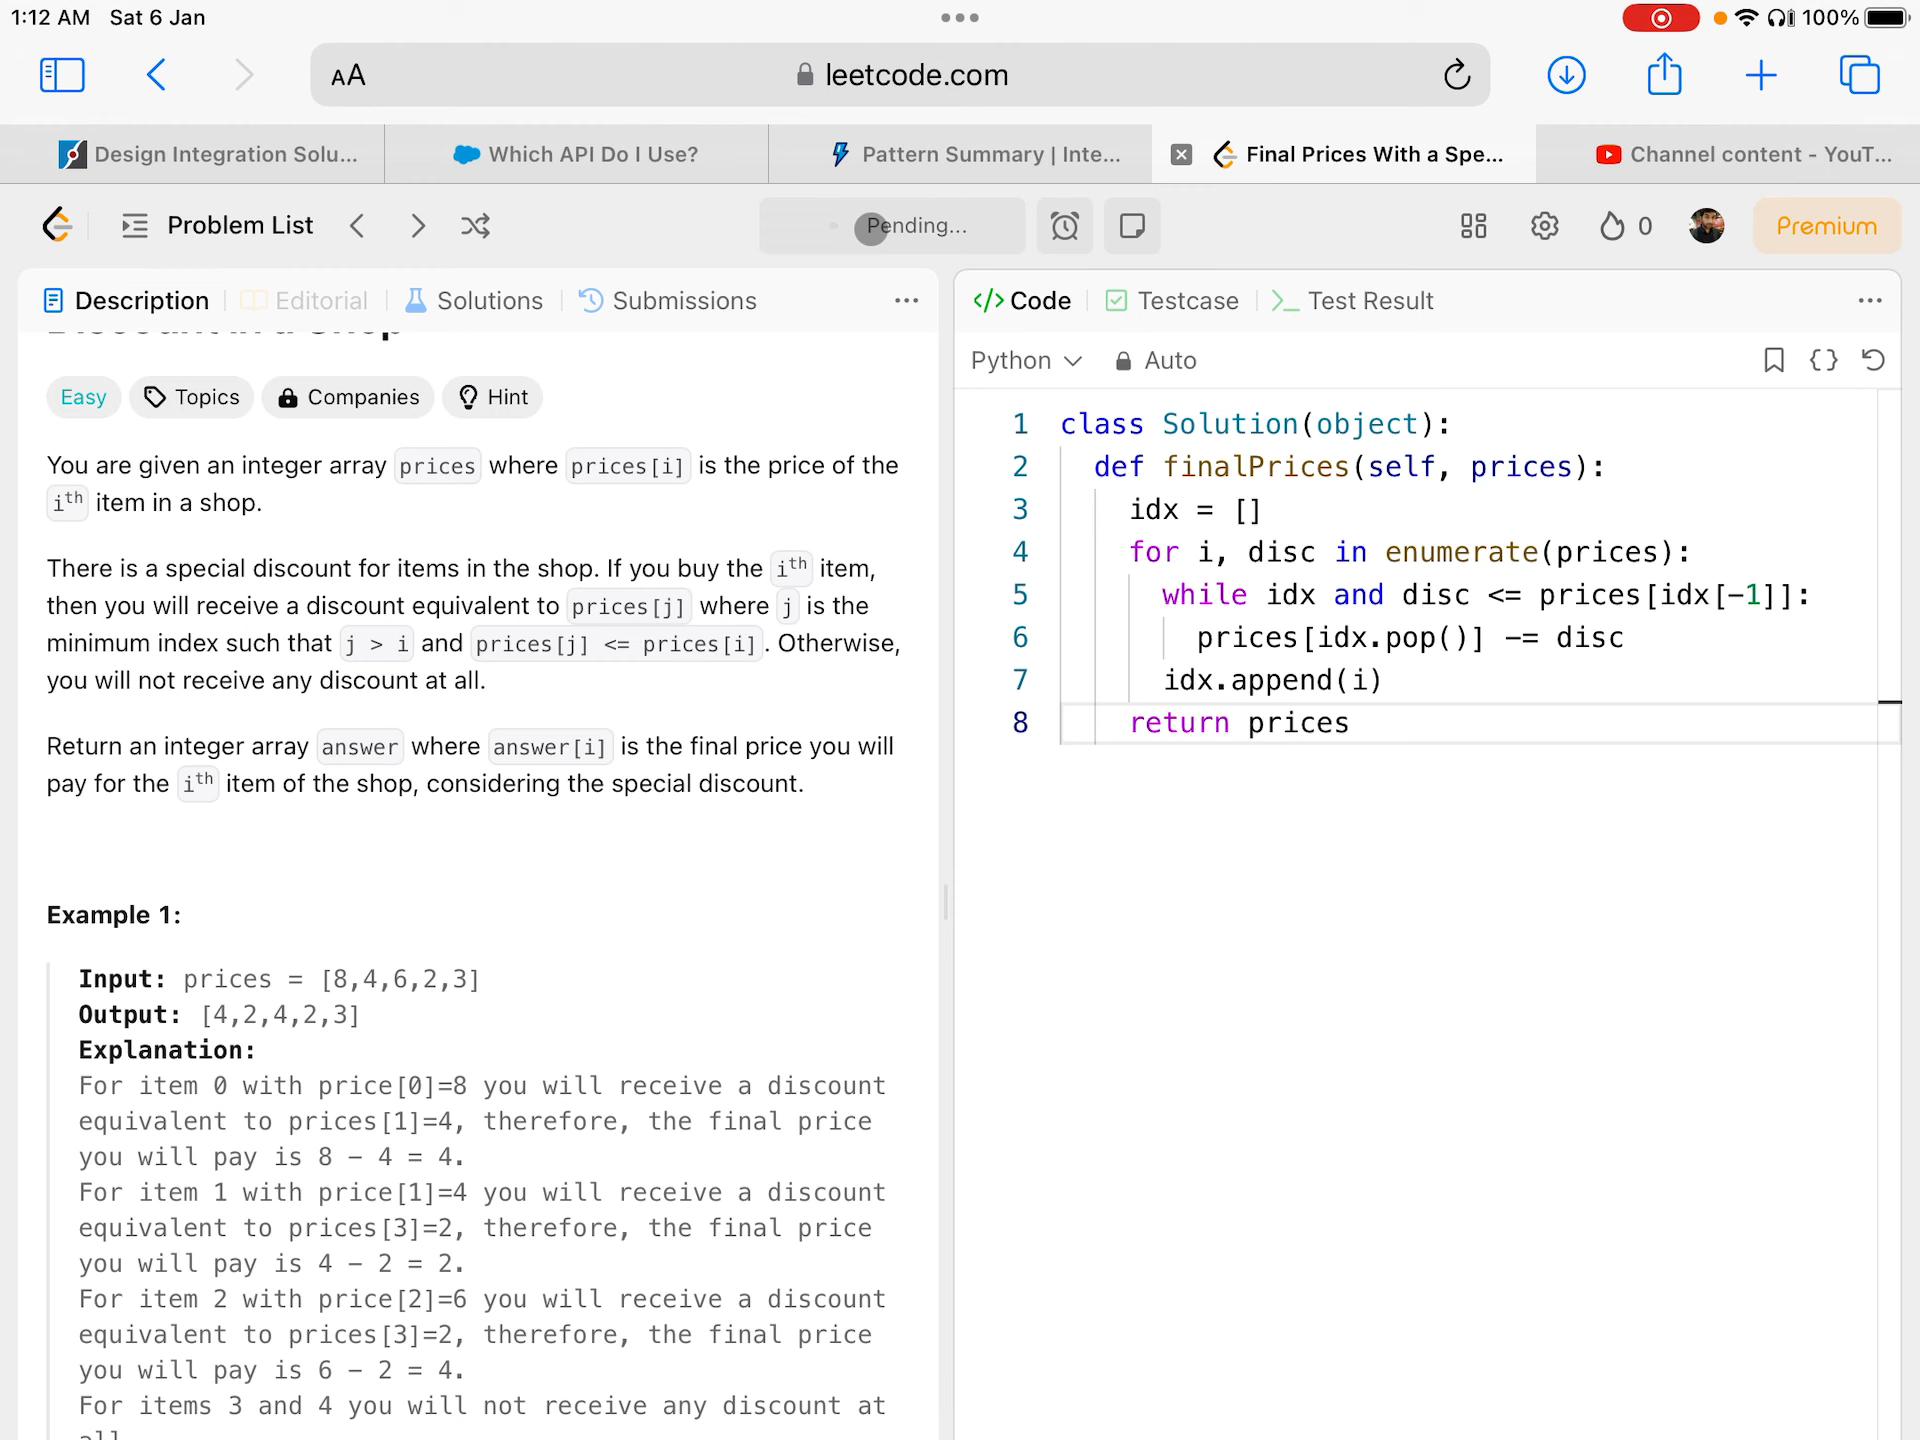 1:12 AM Sat 6 Jan
100%
AA
leetcode.com
Design Integration Solu...
Which API Do I Use?
Pattern Summary | Inte...
Final Prices With a Spe...
Channel content - YouT...
Problem List
Pending...
0
Premium
Description
Editorial
Solutions
Submissions
Discount in a Shop
Easy
Topics
Companies
Hint
You are given an integer array prices where prices[i] is the price of the
ith item in a shop.
There is a special discount for items in the shop. If you buy the ith item,
then you will receive a discount equivalent to prices[j] where j is the
minimum index such that j > i and prices[j] <= prices[i]. Otherwise,
you will not receive any discount at all.
Return an integer array answer where answer[i] is the final price you will
pay for the ith item of the shop, considering the special discount.
Example 1:
Input: prices = [8,4,6,2,3]
Output: [4,2,4,2,3]
Explanation:
For item 0 with price[0]=8 you will receive a discount
equivalent to prices[1]=4, therefore, the final price
you will pay is 8 - 4 = 4.
For item 1 with price[1]=4 you will receive a discount
equivalent to prices[3]=2, therefore, the final price
you will pay is 4 - 2 = 2.
For item 2 with price[2]=6 you will receive a discount
equivalent to prices[3]=2, therefore, the final price
you will pay is 6 - 2 = 4.
For items 3 and 4 you will not receive any discount at
all
</> Code
Testcase
Test Result
Python
Auto
{}
1 class Solution(object):
2 def finalPrices(self, prices):
3 idx = []
4 for i, disc in enumerate(prices):
5 while idx and disc <= prices[idx[-1]]:
6 prices[idx.pop()] -= disc
7 idx.append(i)
8 return prices